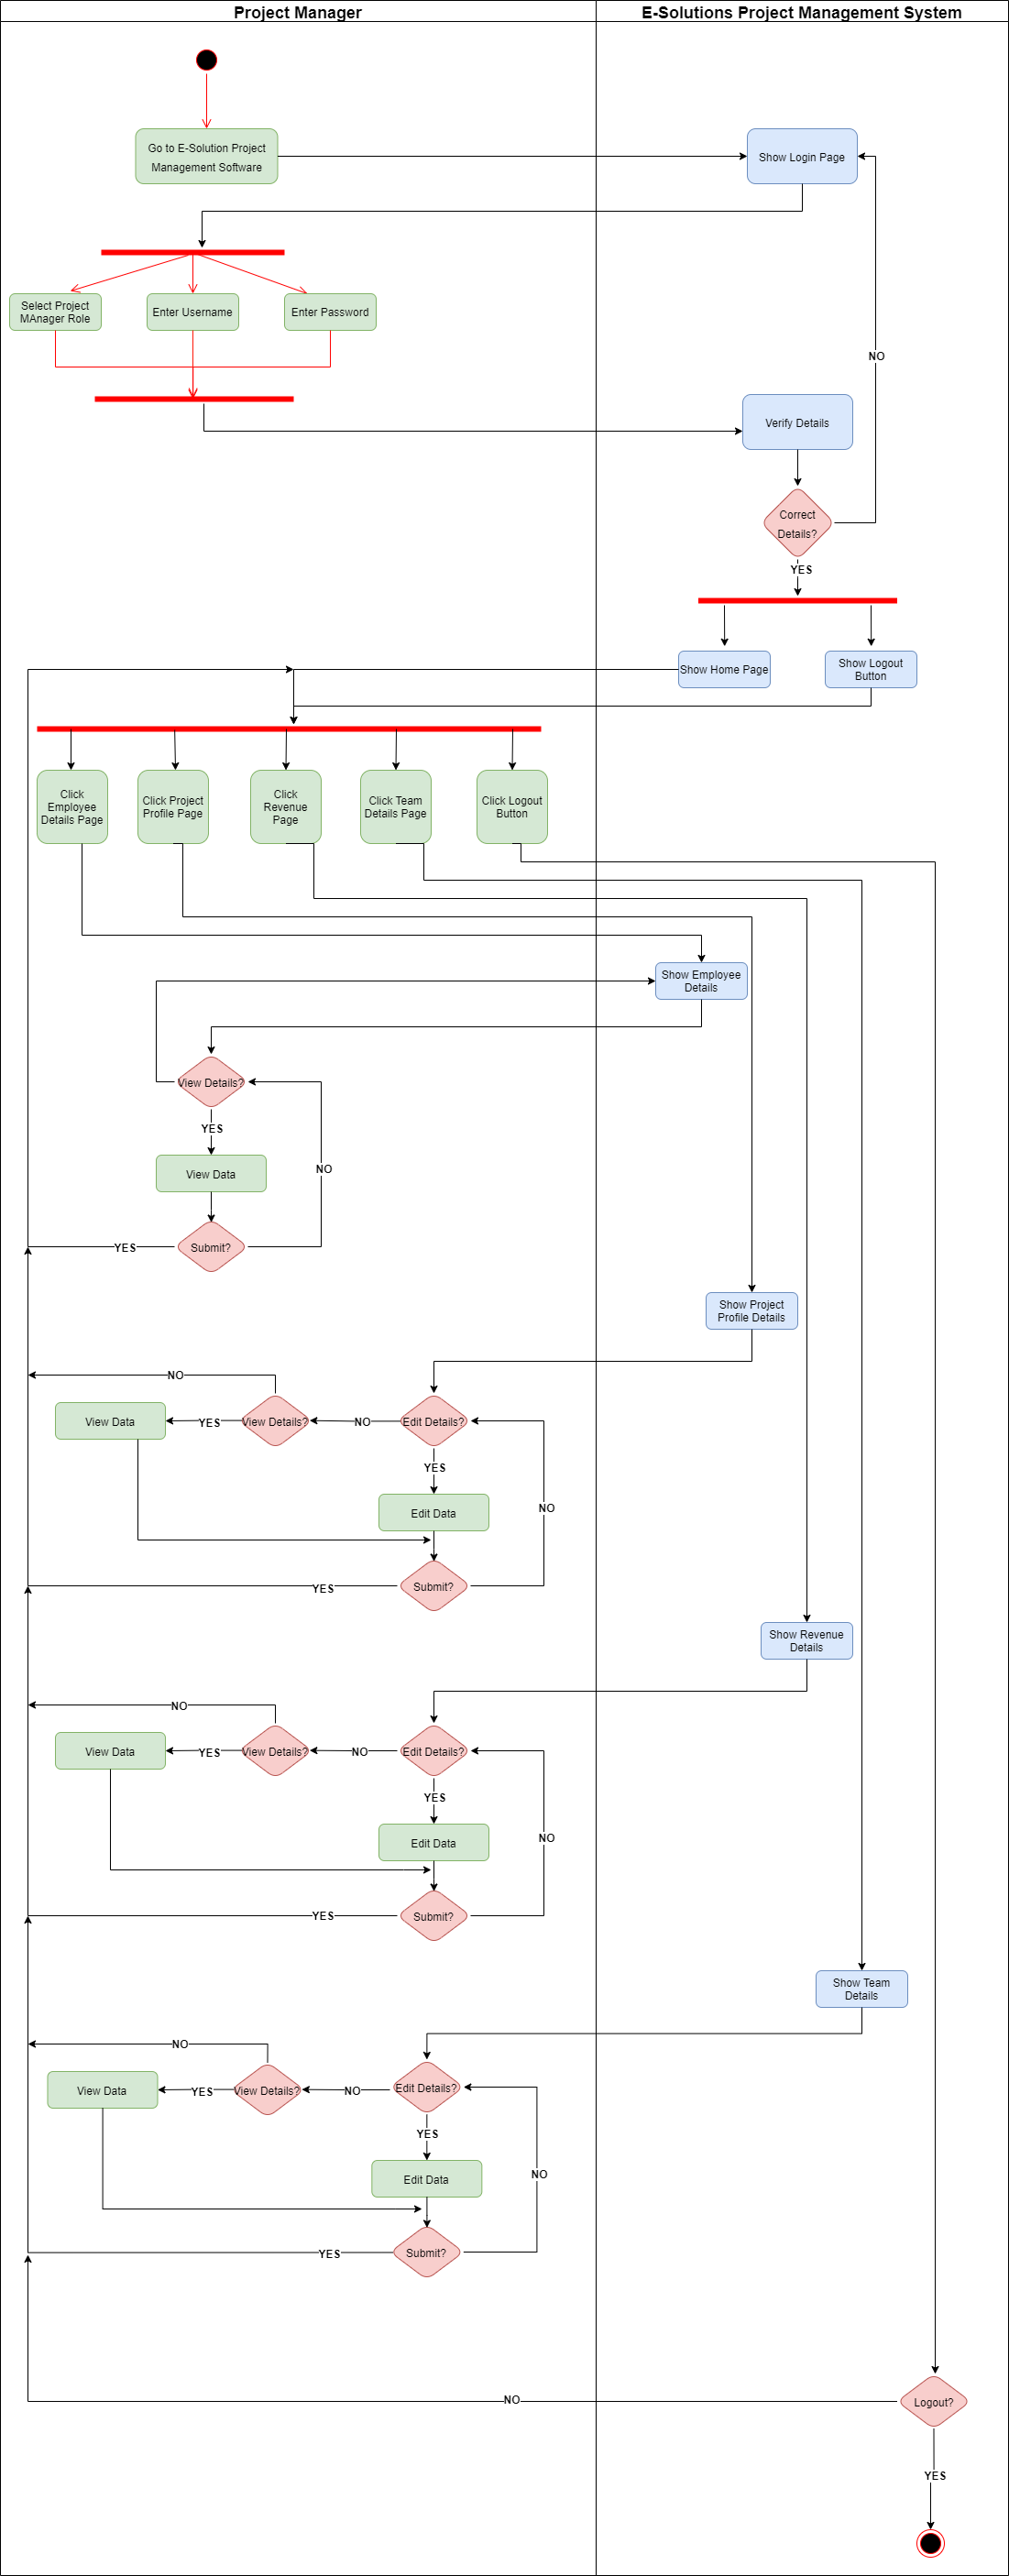 Project Manager
E-Solutions Project Management System
Go to E-Solution Project
Management Software
Show Login Page
Select Project
MAnager Role
Enter Username
Enter Password
NO
Verify Details
Correct
Details?
YES
Show Home Page
Show Logout
Button
Click
Employee
Details Page
Click Project
Profile Page
Click
Revenue
Page
Click Team
Details Page
Click Logout
Button
Show Employee
Details
View Details?
YES
View Data
NO
Submit?
YES
Show Project
Profile Details
NO
View Data
YES
View Details?
NO
Edit Details?
YES
Edit Data
NO
YES
Submit?
Show Revenue
Details
NO
View Data
YES
View Details?
NO
Edit Details?
YES
Edit Data
NO
YES
Submit?
Show Team
Details
NO
View Data
YES
View Details?
NO
Edit Details?
YES
Edit Data
NO
YES
Submit?
NO
Logout?
YES